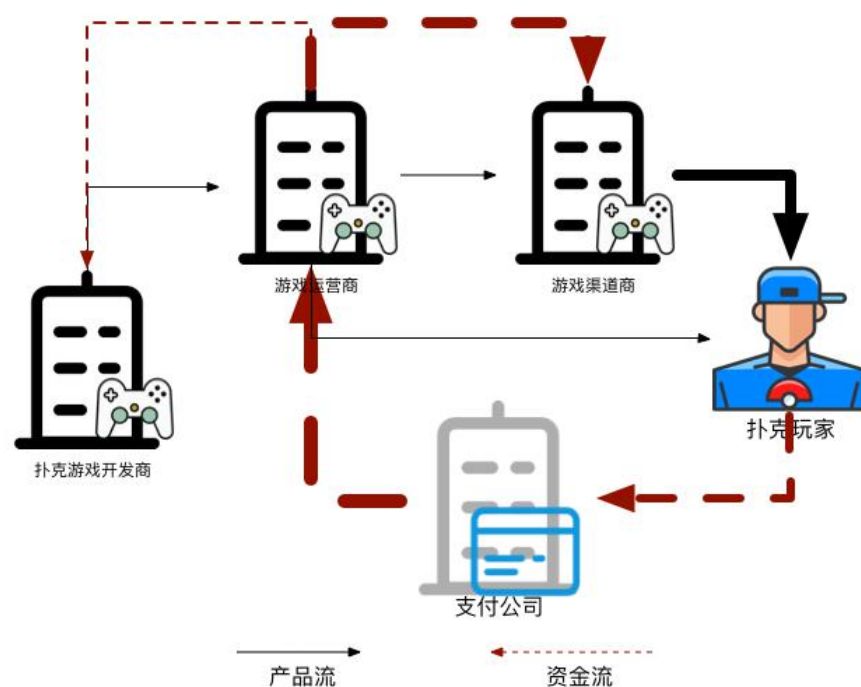 游戏运营商
游戏渠道商
扑克玩家
扑克游戏开发商
支付公司
产品流
资金流